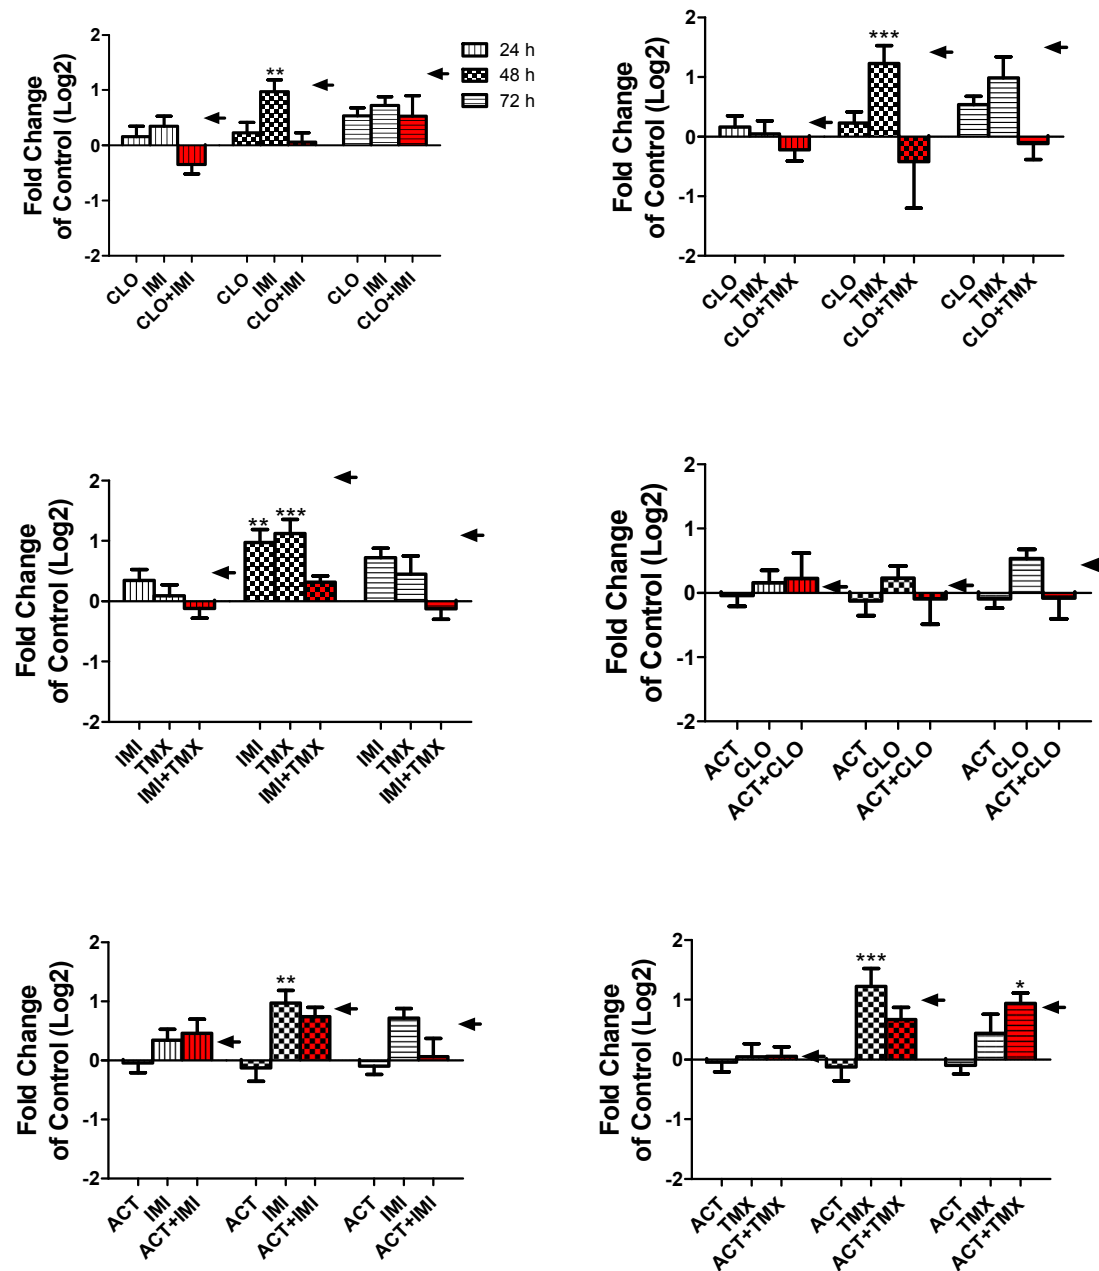 2
1
0
-1
-2
Fold Change
of Control (Log2)
**
24 h
48 h
72 h
CLO
IMI
CLO+IMI
CLO
IMI
CLO+IMI
CLO
IMI
CLO+IMI
2
1
0
-1
-2
Fold Change
of Control (Log2)
***
CLO
TMX
CLO+TMX
CLO
TMX
CLO+TMX
CLO
TMX
CLO+TMX
2
1
0
-1
-2
Fold Change
of Control (Log2)
**
***
IMI
TMX
IMI+TMX
IMI
TMX
IMI+TMX
IMI
TMX
IMI+TMX
2
1
0
-1
-2
Fold Change
of Control (Log2)
ACT
CLO
ACT+CLO
ACT
CLO
ACT+CLO
ACT
CLO
ACT+CLO
2
1
0
-1
-2
Fold Change
of Control (Log2)
**
ACT
IMI
ACT+IMI
ACT
IMI
ACT+IMI
ACT
IMI
ACT+IMI
2
1
0
-1
-2
Fold Change
of Control (Log2)
***
*
ACT
TMX
ACT+TMX
ACT
TMX
ACT+TMX
ACT
TMX
ACT+TMX